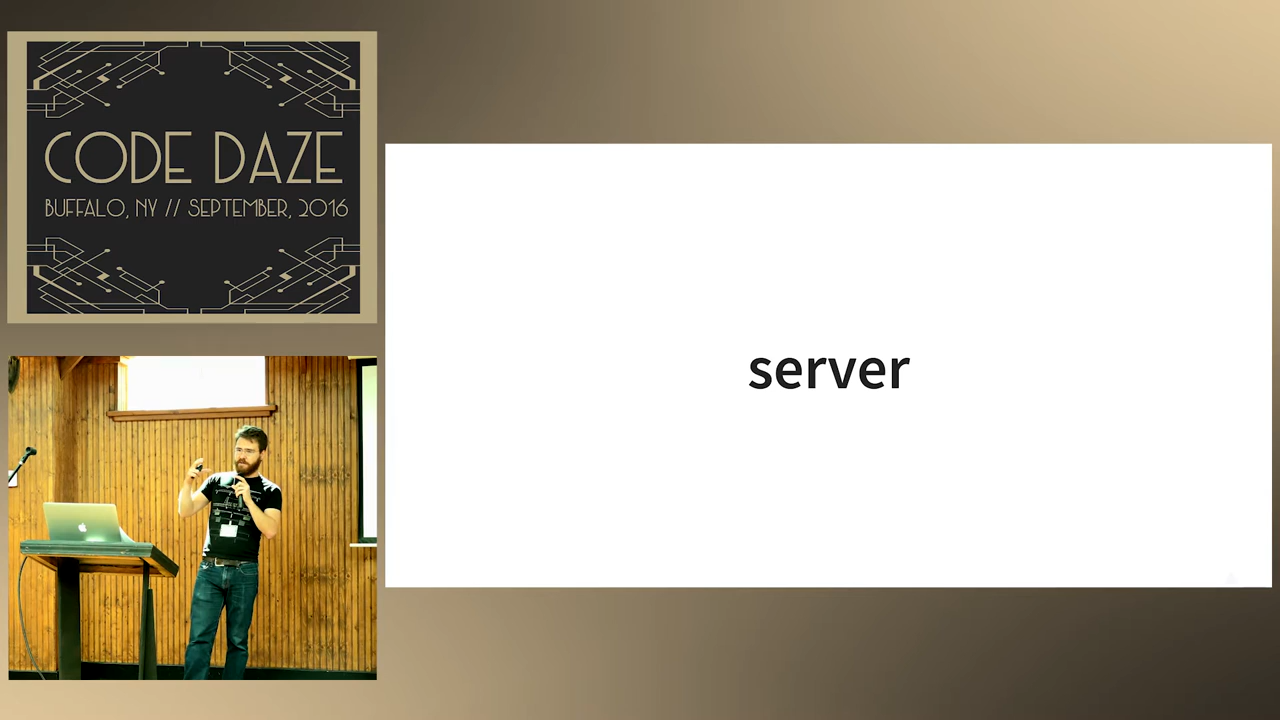 CODE DAZE
BUFFALO, NY // SEPTEMBER, 2016
server